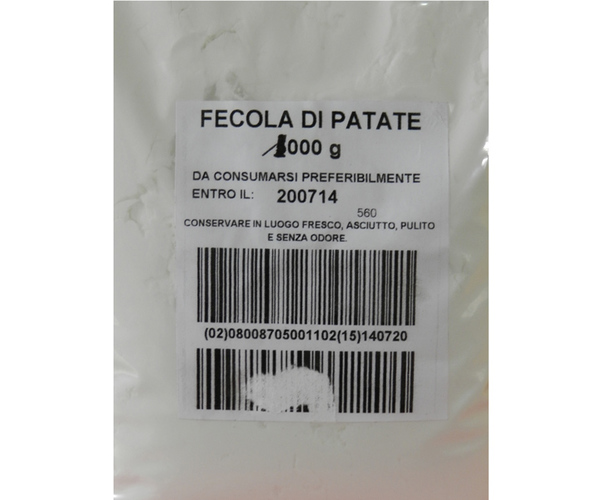 FECOLA DI PATATE
1000 g
DA CONSUMARSI PREFERIBILMENTE
ENTRO IL: 200714
560
CONSERVARE IN LUOGO FRESCO, ASCIUTTO, PULITO
E SENZA ODORE.
(02)08008705001102(15)140720